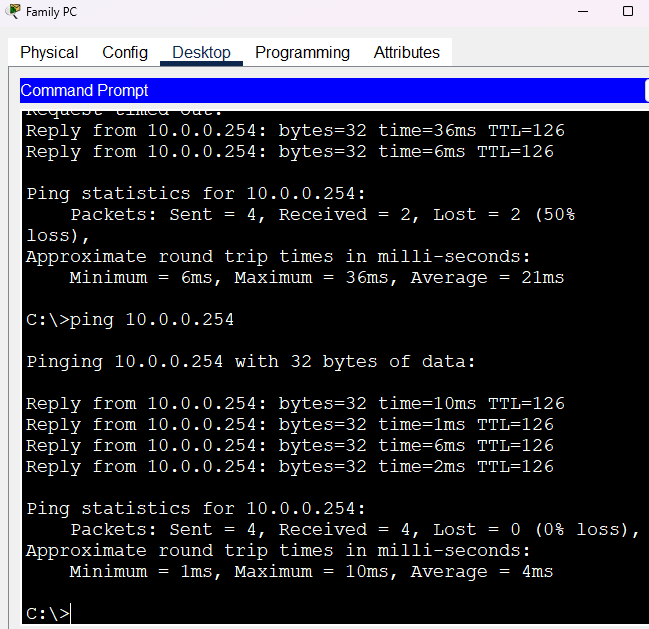 Family PC
Physical Config Desktop Programming Attributes
Command Prompt
Request timed out.
Reply from 10.0.0.254: bytes=32 time=36ms TTL=126
Reply from 10.0.0.254: bytes=32 time=6ms TTL=126
Ping statistics for 10.0.0.254:
Packets: Sent = 4, Received = 2, Lost = 2 (50%
loss),
Approximate round trip times in milli-seconds:
Minimum = 6ms, Maximum = 36ms, Average = 21ms
C:\>ping 10.0.0.254
Pinging 10.0.0.254 with 32 bytes of data:
Reply from 10.0.0.254: bytes=32 time=10ms TTL=126
Reply from 10.0.0.254: bytes=32 time=1ms TTL=126
Reply from 10.0.0.254: bytes=32 time=6ms TTL=126
Reply from 10.0.0.254: bytes=32 time=2ms TTL=126
Ping statistics for 10.0.0.254:
Packets: Sent = 4, Received = 4, Lost = 0 (0% loss),
Approximate round trip times in milli-seconds:
Minimum = 1ms, Maximum = 10ms, Average = 4ms
C:\>